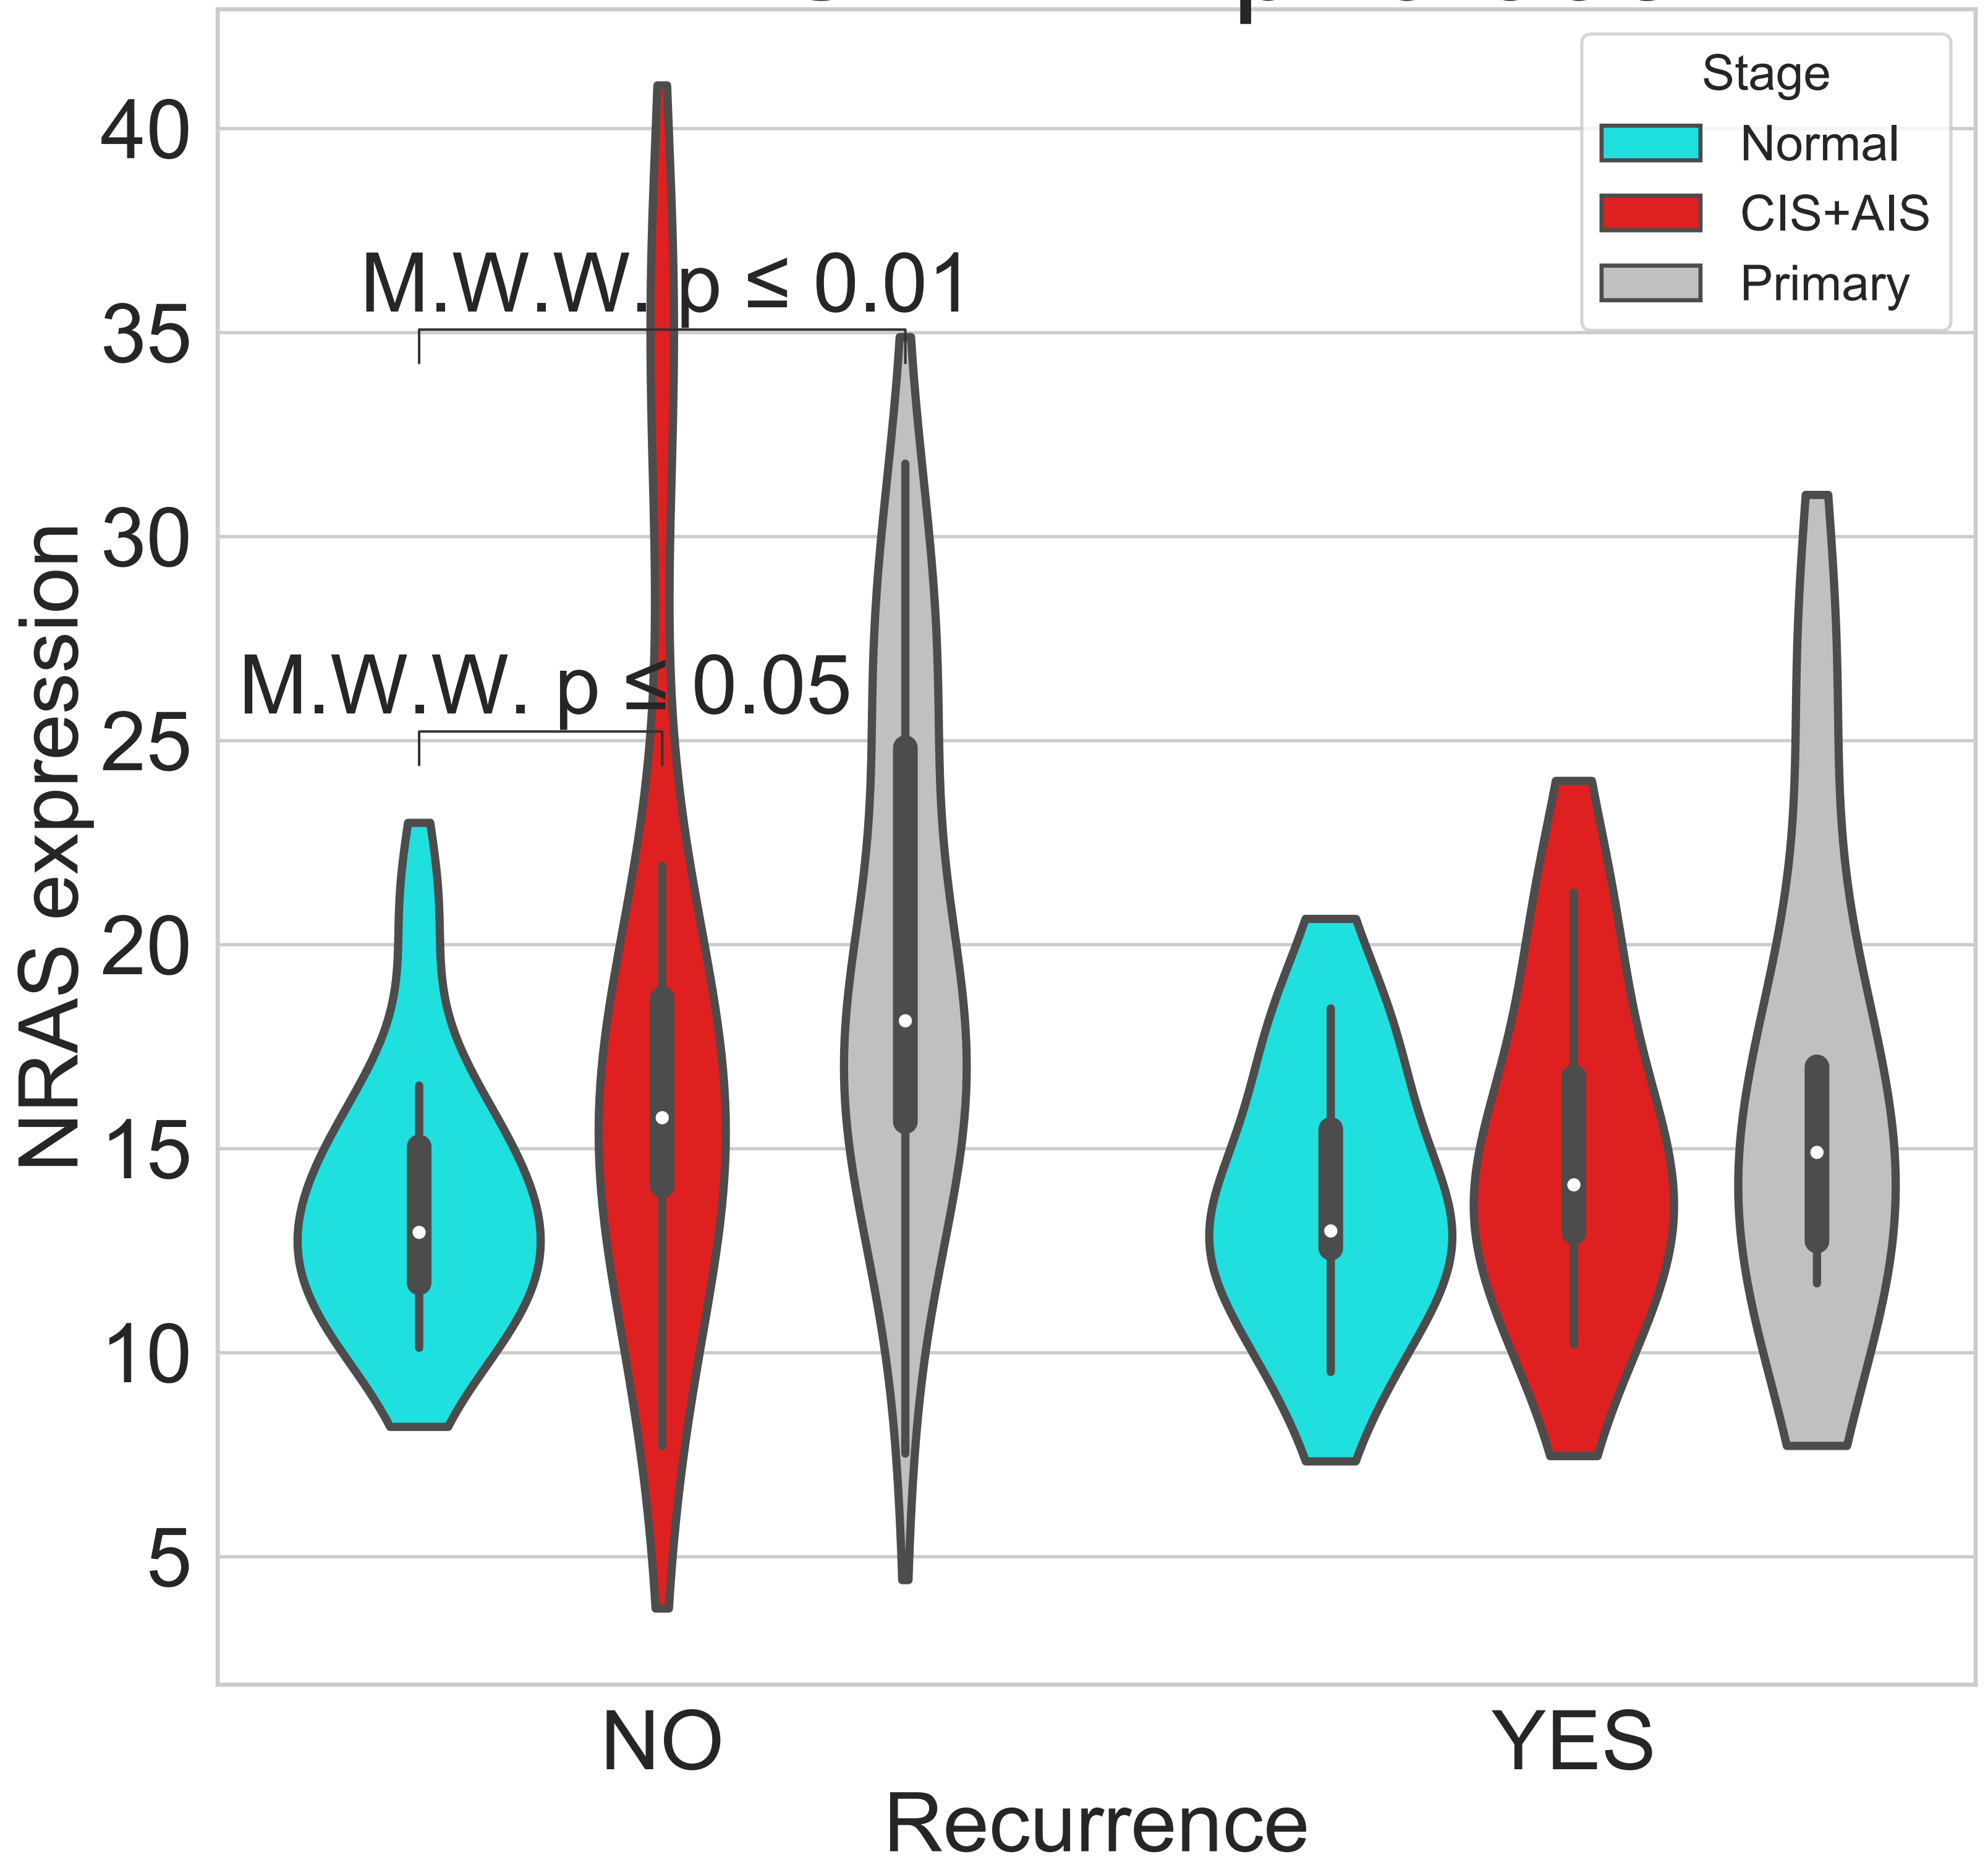 Stage
Normal
CIS+AIS
Primary
40
35
30
25
20
15
10
5
NRAS expression
M.W.W. p ≤ 0.01
M.W.W. p ≤ 0.05
NO
YES
Recurrence